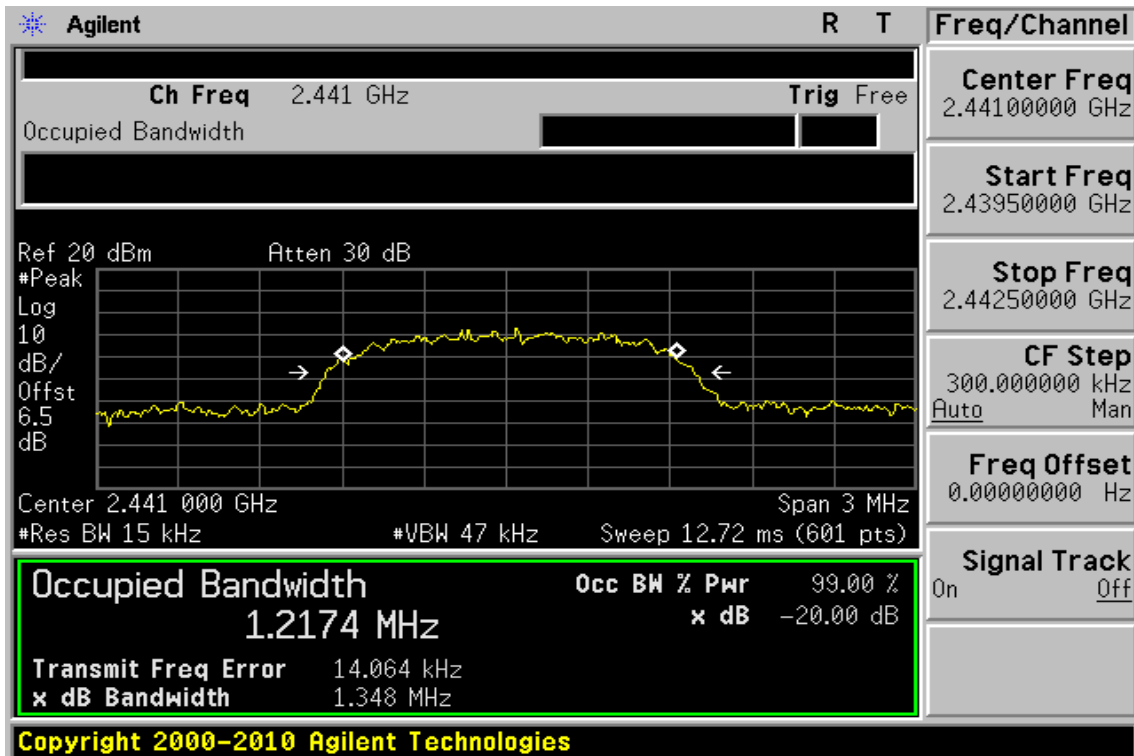 Agilent R T
Ch Freq 2.441 GHz Trig Free
Occupied Bandwidth
Ref 20 dBm Atten 30 dB
#Peak
Log
10
dB/
Offst
6.5
dB
Center 2.441 000 GHz Span 3 MHz
#Res BW 15 kHz #VBW 47 kHz Sweep 12.72 ms (601 pts)
Occupied Bandwidth
1.2174 MHz
Occ BW % Pwr 99.00 %
x dB -20.00 dB
Transmit Freq Error 14.064 kHz
x dB Bandwidth 1.348 MHz
Copyright 2000-2010 Agilent Technologies
Freq/Channel
Center Freq
2.44100000 GHz
Start Freq
2.43950000 GHz
Stop Freq
2.44250000 GHz
CF Step
300.000000 kHz
Auto Man
Freq Offset
0.00000000 Hz
Signal Track
On Off